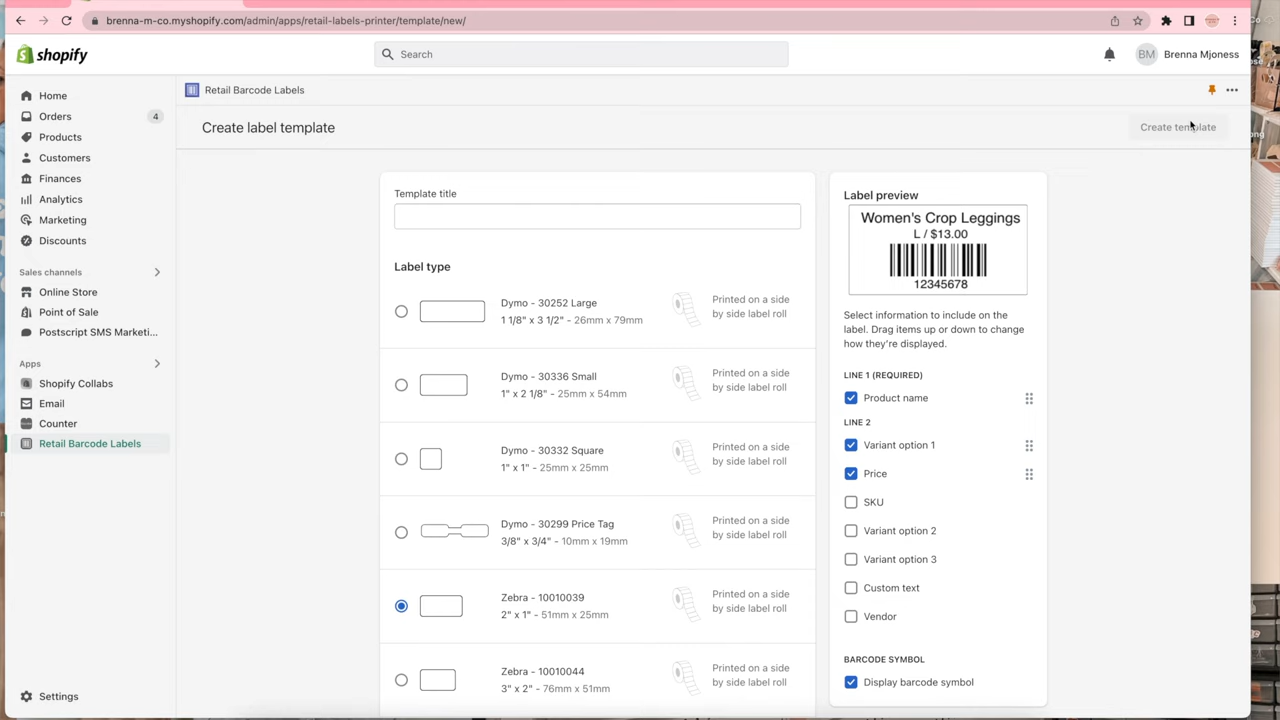 brenna-m-co.myshopify.com/admin/apps/retail-labels-printer/template/new/
shopify
Search
BM
Brenna Mjoness
Home
Orders
4
Products
Customers
Finances
Analytics
Marketing
Discounts
Sales channels
Online Store
Point of Sale
Postscript SMS Marketi...
Apps
Shopify Collabs
Email
Counter
Retail Barcode Labels
Settings
Retail Barcode Labels
Create label template
Create template
Template title
Label type
Dymo - 30252 Large
1 1/8" x 3 1/2" - 26mm x 79mm
Printed on a side
by side label roll
Dymo - 30336 Small
1" x 2 1/8" - 25mm x 54mm
Printed on a side
by side label roll
Dymo - 30332 Square
1" x 1" - 25mm x 25mm
Printed on a side
by side label roll
Dymo - 30299 Price Tag
3/8" x 3/4" - 10mm x 19mm
Printed on a side
by side label roll
Zebra - 10010039
2" x 1" - 51mm x 25mm
Printed on a side
by side label roll
Zebra - 10010044
3" x 2" - 76mm x 51mm
Printed on a side
by side label roll
Label preview
Women's Crop Leggings
L / $13.00
12345678
Select information to include on the
label. Drag items up or down to change
how they're displayed.
LINE 1 (REQUIRED)
Product name
LINE 2
Variant option 1
Price
SKU
Variant option 2
Variant option 3
Custom text
Vendor
BARCODE SYMBOL
Display barcode symbol